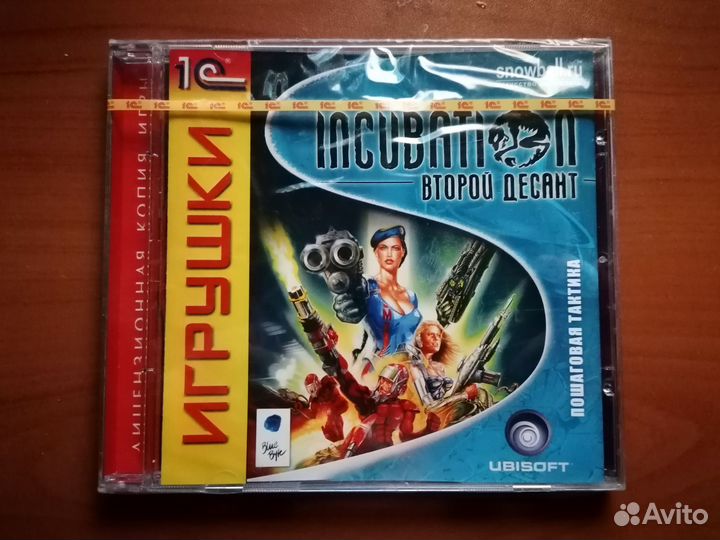 1С®
ИГРУШКИ
ЛИЦЕНЗИОННАЯ КОПИЯ ИГРЫ
snowball.ru
INCUBATION
ВТОРОЙ ДЕСАНТ
ПОШАГОВАЯ ТАКТИКА
Blue
Byte
UBISOFT
Avito